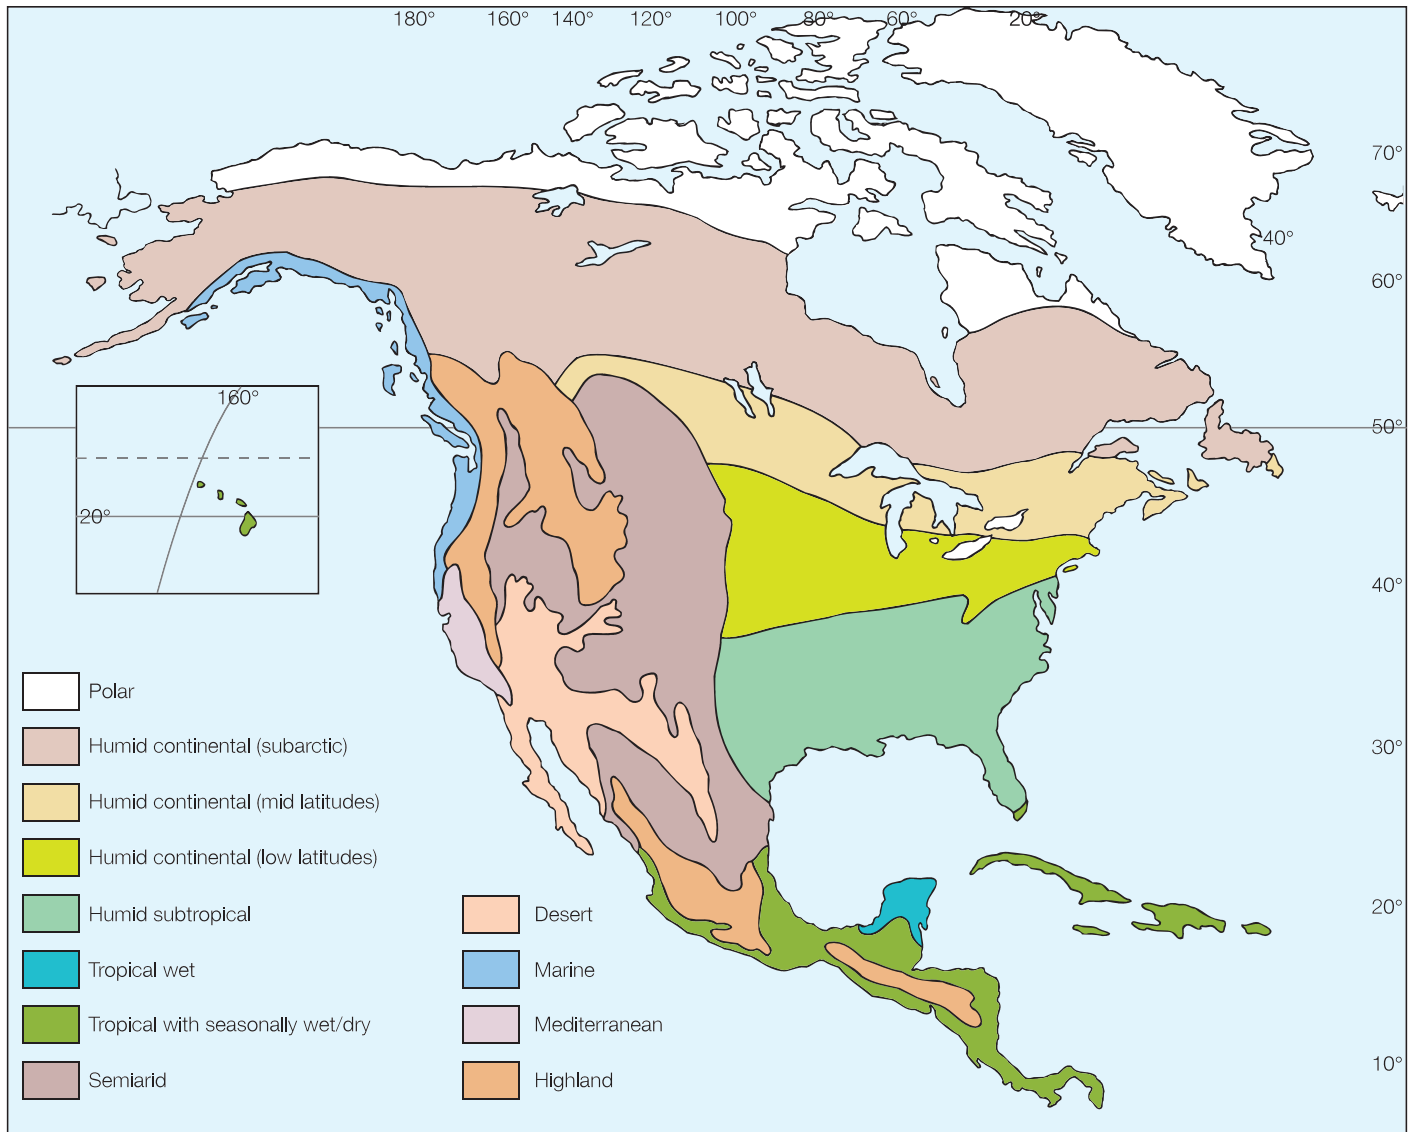 180° 160° 140° 120° 100° 80° 60° 20°
70°
40°
60°
160°
50°
20°
40°
Polar
Humid continental (subarctic)
30°
Humid continental (mid latitudes)
Humid continental (low latitudes)
20°
Humid subtropical
Desert
Tropical wet
Marine
Tropical with seasonally wet/dry
Mediterranean
10°
Semiarid
Highland